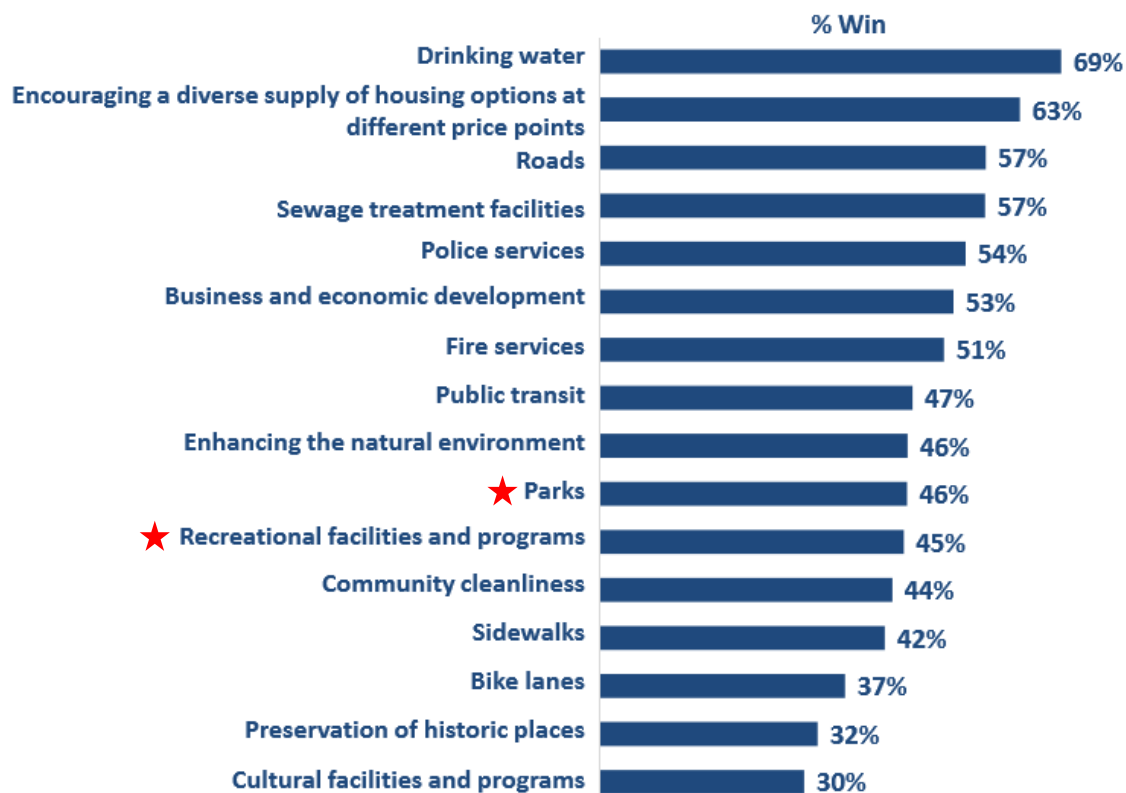 % Win
Drinking water 69%
Encouraging a diverse supply of housing options at
different price points 63%
Roads 57%
Sewage treatment facilities 57%
Police services 54%
Business and economic development 53%
Fire services 51%
Public transit 47%
Enhancing the natural environment 46%
Parks 46%
Recreational facilities and programs 45%
Community cleanliness 44%
Sidewalks 42%
Bike lanes 37%
Preservation of historic places 32%
Cultural facilities and programs 30%